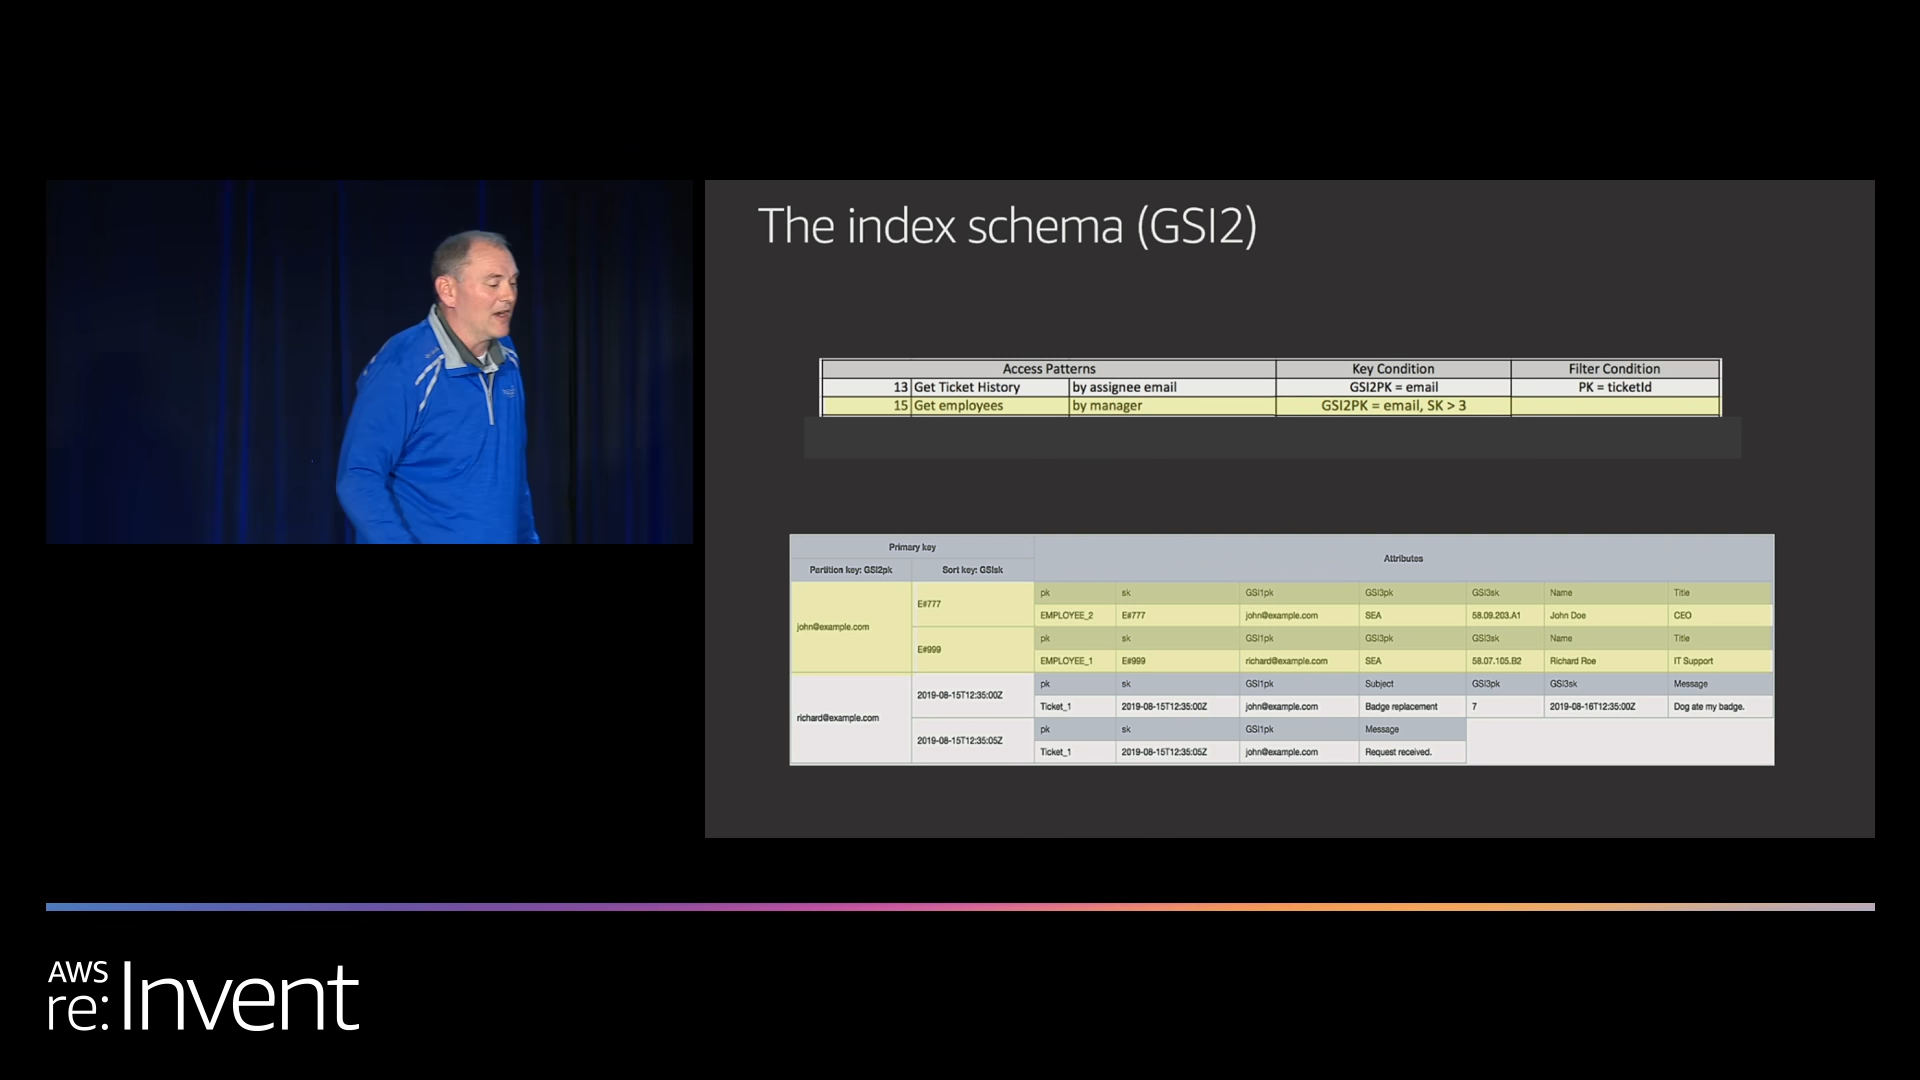 The index schema (GSI2)
Access Patterns Key Condition Filter Condition
13 Get Ticket History by assignee email GSI2PK = email PK = ticketId
15 Get employees by manager GSI2PK = email, SK > 3
Primary key
Attributes
Partition key: GSI2pk Sort key: GSIsk
john@example.com
E#777
pk sk GSI1pk GSI3pk GSI3sk Name Title
EMPLOYEE_2 E#777 john@example.com SEA 58.09.203.A1 John Doe CEO
E#999
pk sk GSI1pk GSI3pk GSI3sk Name Title
EMPLOYEE_1 E#999 richard@example.com SEA 58.07.105.B2 Richard Roe IT Support
richard@example.com
2019-08-15T12:35:00Z
pk sk GSI1pk Subject GSI3pk GSI3sk Message
Ticket_1 2019-08-15T12:35:00Z john@example.com Badge replacement 7 2019-08-16T12:35:00Z Dog ate my badge.
2019-08-15T12:35:05Z
pk sk GSI1pk Message
Ticket_1 2019-08-15T12:35:05Z john@example.com Request received.
AWS
re:Invent